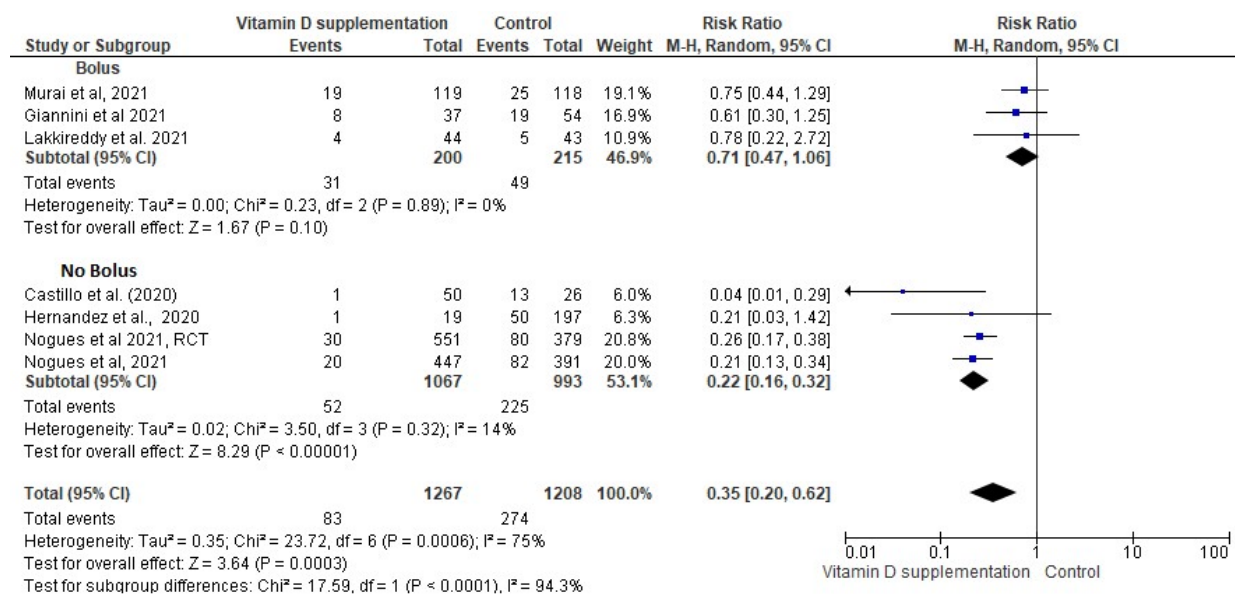 Vitamin D supplementation Control Risk Ratio Risk Ratio
Study or Subgroup Events Total Events Total Weight M-H, Random, 95% CI M-H, Random, 95% CI
Bolus
Murai et al, 2021 19 119 25 118 19.1% 0.75 [0.44, 1.29]
Giannini et al 2021 8 37 19 54 16.9% 0.61 [0.30, 1.25]
Lakkireddy et al. 2021 4 44 5 43 10.9% 0.78 [0.22, 2.72]
Subtotal (95% CI) 200 215 46.9% 0.71 [0.47, 1.06]
Total events 31 49
Heterogeneity: Tau² = 0.00; Chi² = 0.23, df = 2 (P = 0.89); I² = 0%
Test for overall effect: Z = 1.67 (P = 0.10)
No Bolus
Castillo et al. (2020) 1 50 13 26 6.0% 0.04 [0.01, 0.29]
Hernandez et al., 2020 1 19 50 197 6.3% 0.21 [0.03, 1.42]
Nogues et al 2021, RCT 30 551 80 379 20.8% 0.26 [0.17, 0.38]
Nogues et al, 2021 20 447 82 391 20.0% 0.21 [0.13, 0.34]
Subtotal (95% CI) 1067 993 53.1% 0.22 [0.16, 0.32]
Total events 52 225
Heterogeneity: Tau² = 0.02; Chi² = 3.50, df = 3 (P = 0.32); I² = 14%
Test for overall effect: Z = 8.29 (P < 0.00001)
Total (95% CI) 1267 1208 100.0% 0.35 [0.20, 0.62]
Total events 83 274
Heterogeneity: Tau² = 0.35; Chi² = 23.72, df = 6 (P = 0.0006); I² = 75%
Test for overall effect: Z = 3.64 (P = 0.0003)
Test for subgroup differences: Chi² = 17.59, df = 1 (P < 0.0001), I² = 94.3%
0.01 0.1 1 10 100
Vitamin D supplementation Control